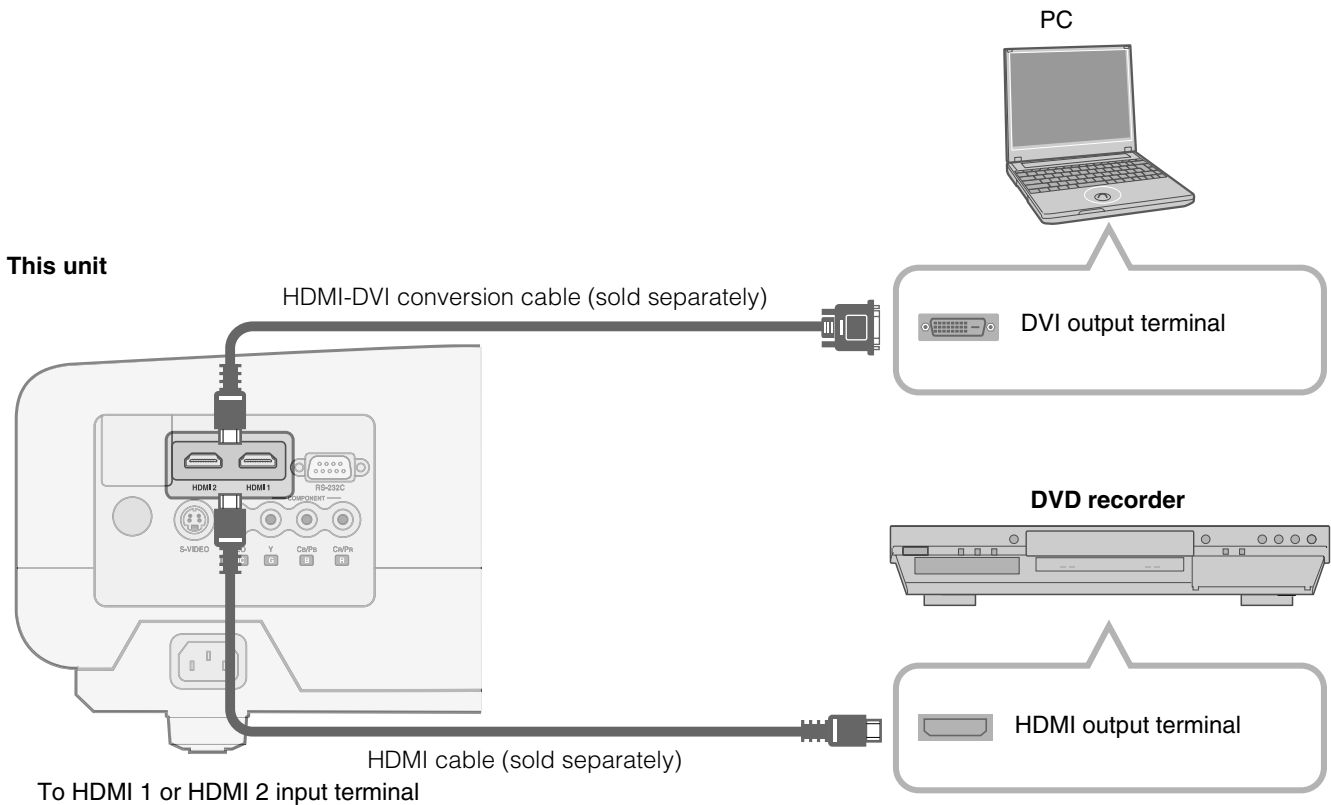 PC
This unit
HDMI-DVI conversion cable (sold separately)
DVI output terminal
HDMI 2 HDMI 1
RS-232C
COMPONENT
S-VIDEO
Y CB/PB CR/PR
G B R
DVD recorder
HDMI output terminal
HDMI cable (sold separately)
To HDMI 1 or HDMI 2 input terminal